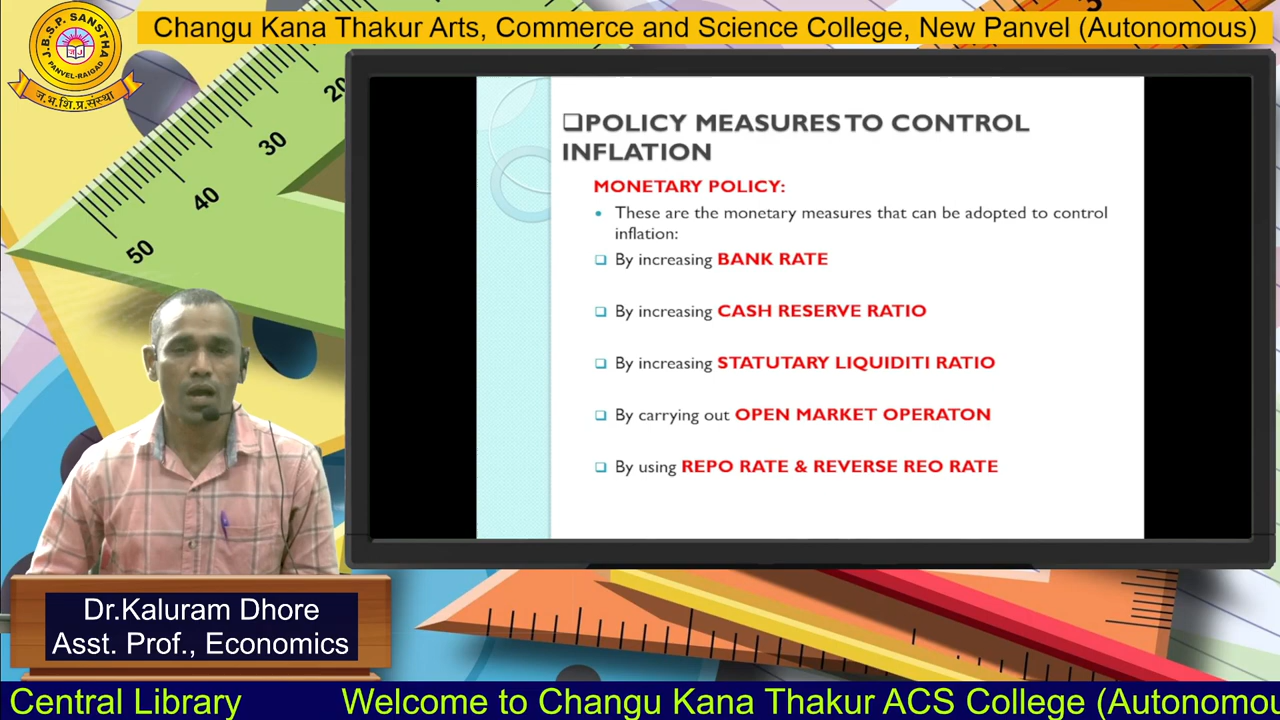 Changu Kana Thakur Arts, Commerce and Science College, New Panvel (Autonomous)
J.B.S.P. SANSTHA
PANVEL-RAIGAD
ज.भ.शि.प्र.संस्था
20
30
40
50
5
❑POLICY MEASURES TO CONTROL
INFLATION
MONETARY POLICY:
• These are the monetary measures that can be adopted to control
inflation:
❑ By increasing BANK RATE
❑ By increasing CASH RESERVE RATIO
❑ By increasing STATUTARY LIQUIDITI RATIO
❑ By carrying out OPEN MARKET OPERATON
❑ By using REPO RATE & REVERSE REO RATE
Dr.Kaluram Dhore
Asst. Prof., Economics
Central Library Welcome to Changu Kana Thakur ACS College (Autonomou